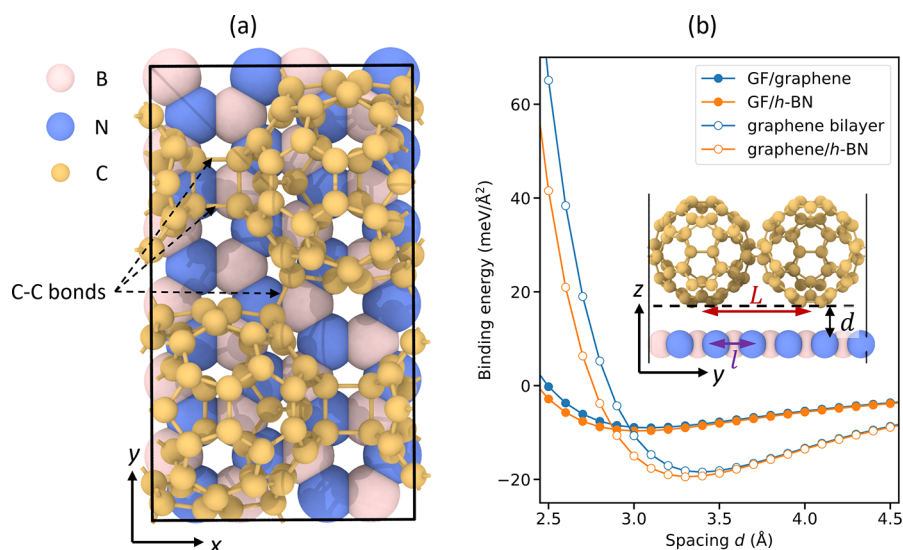 (a)
B
N
C
C-C bonds
y
x
(b)
Binding energy (meV/Å²)
60
40
20
0
−20
2.5
3.0
3.5
4.0
4.5
Spacing d (Å)
GF/graphene
GF/h-BN
graphene bilayer
graphene/h-BN
z
L
d
l
y